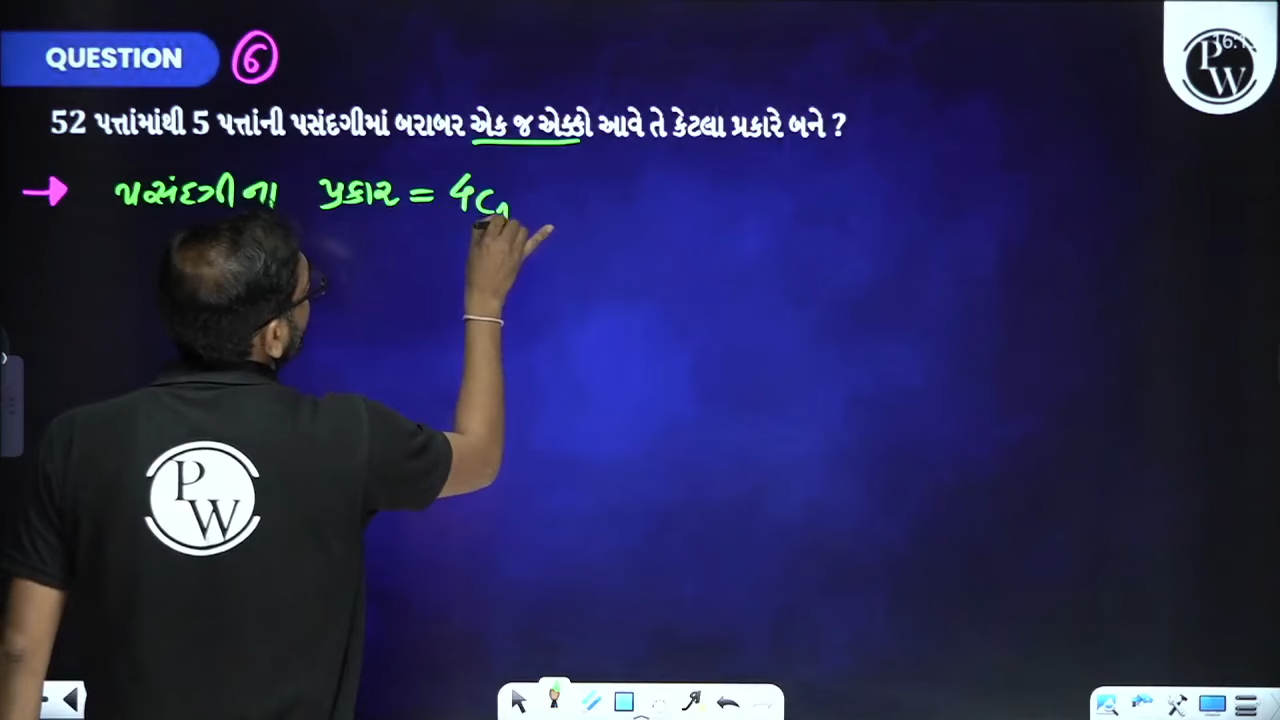 QUESTION 6
52 પત્તાંમાંથી 5 પત્તાંની પસંદગીમાં બરાબર એક જ એક્કો આવે તે કેટલા પ્રકારે બને ?
→ પસંદગીના પ્રકાર = 4C1
PW
PW